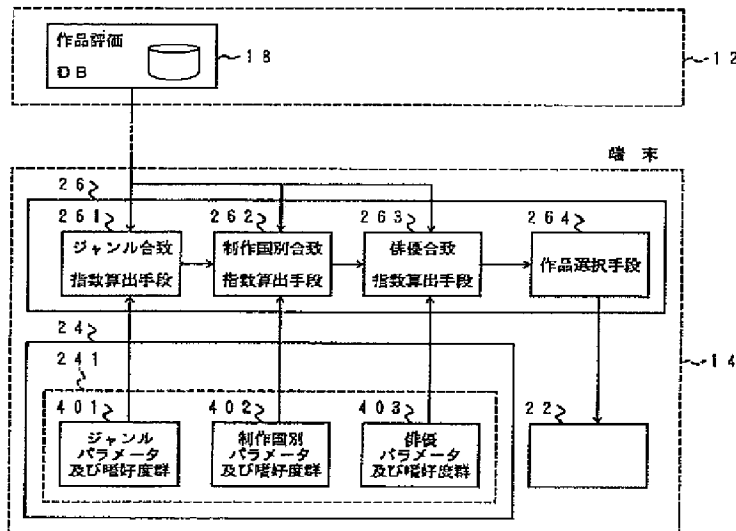 作品評価
DB
18
12
端末
26
261
262
263
264
ジャンル合致
指数算出手段
制作国別合致
指数算出手段
俳優合致
指数算出手段
作品選択手段
24
241
14
401
402
403
22
ジャンル
パラメータ
及び嗜好度群
制作国別
パラメータ
及び嗜好度群
俳優
パラメータ
及び嗜好度群